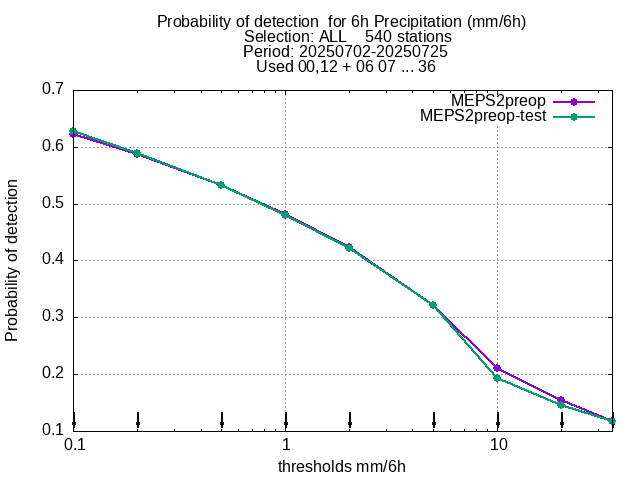 Probability of detection  for 6h Precipitation (mm/6h)
Selection: ALL    540 stations
Period: 20250702-20250725
Used 00,12 + 06 07 ... 36
MEPS2preop
MEPS2preop-test
0.7
0.6
0.5
0.4
0.3
0.2
0.1
Probability of detection
0.1 1 10
thresholds mm/6h